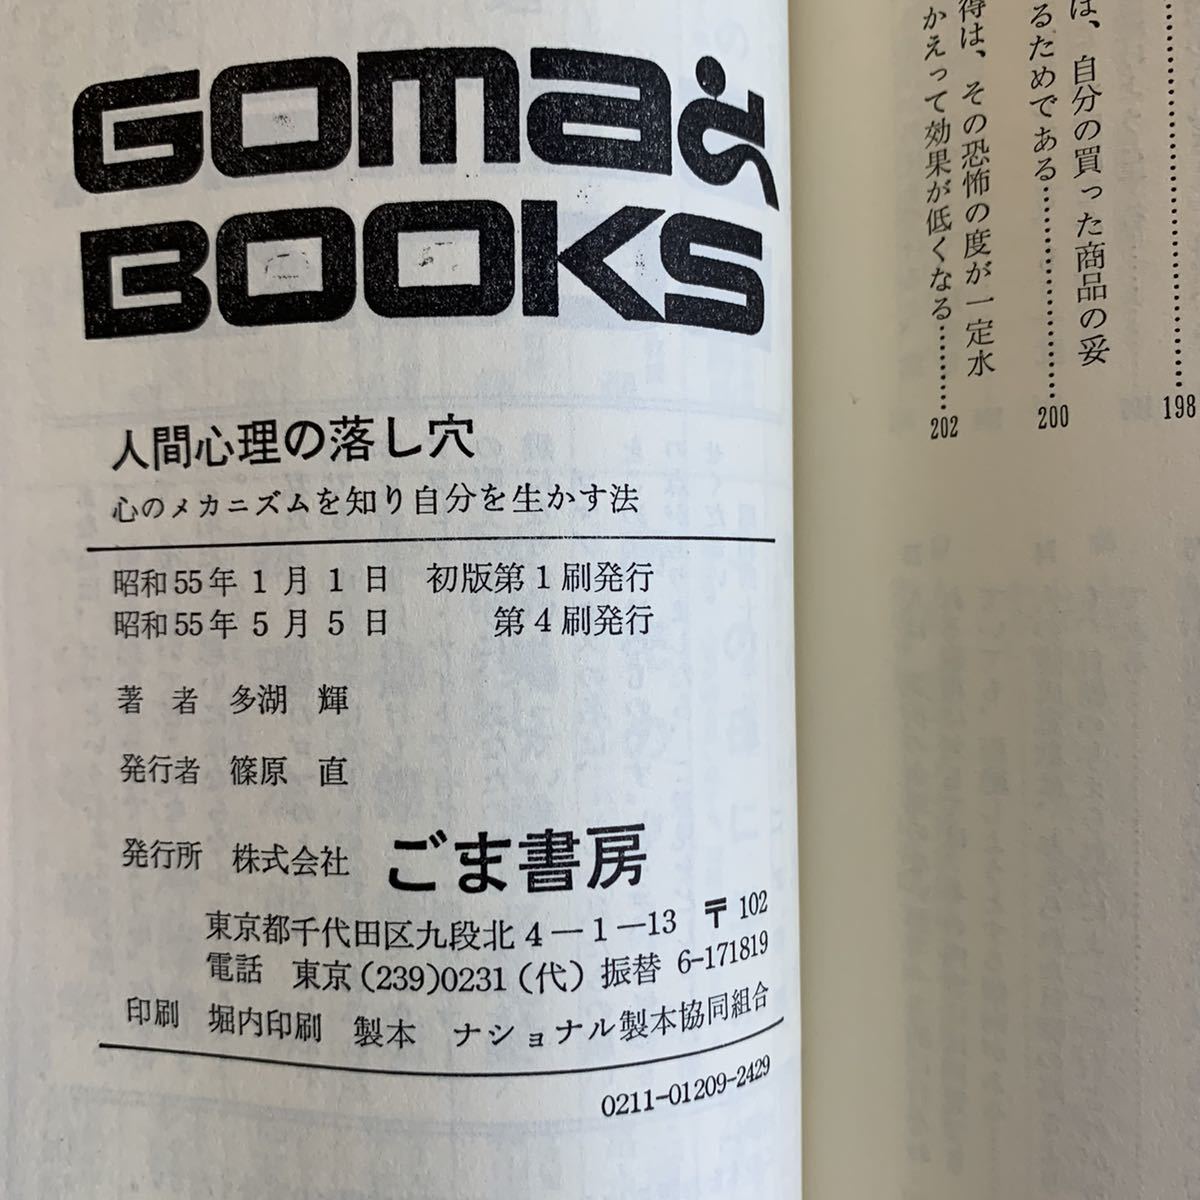 GOMA
BOOKS
人間心理の落し穴
心のメカニズムを知り自分を生かす法
昭和55年1月1日 初版第1刷発行
昭和55年5月5日 第4刷発行
著者 多湖 輝
発行者 篠原 直
発行所 株式会社 ごま書房
東京都千代田区九段北4―1―13 〒102
電話 東京(239)0231(代) 振替 6-171819
印刷 堀内印刷 製本 ナショナル製本協同組合
0211-01209-2429
198
は、自分の買った商品の妥
るためである………200
得は、その恐怖の度が一定水
かえって効果が低くなる………202